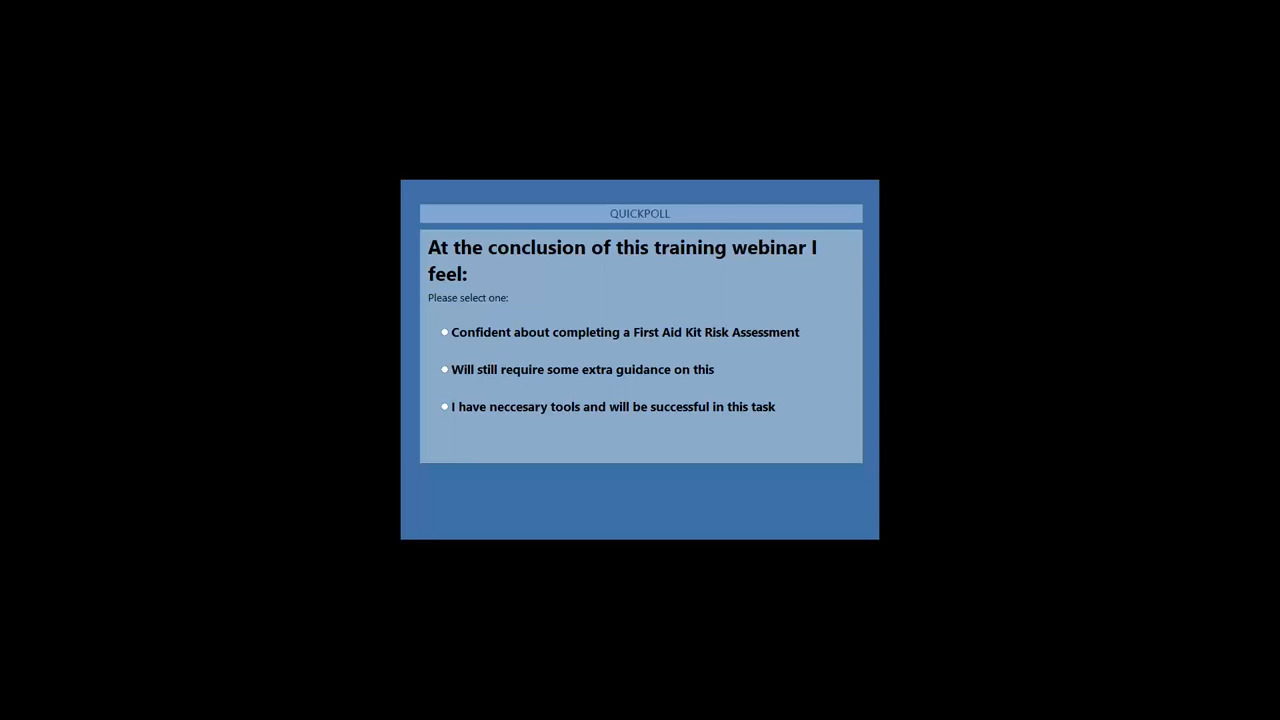 QUICKPOLL
At the conclusion of this training webinar I
feel:
Please select one:
Confident about completing a First Aid Kit Risk Assessment
Will still require some extra guidance on this
I have neccesary tools and will be successful in this task